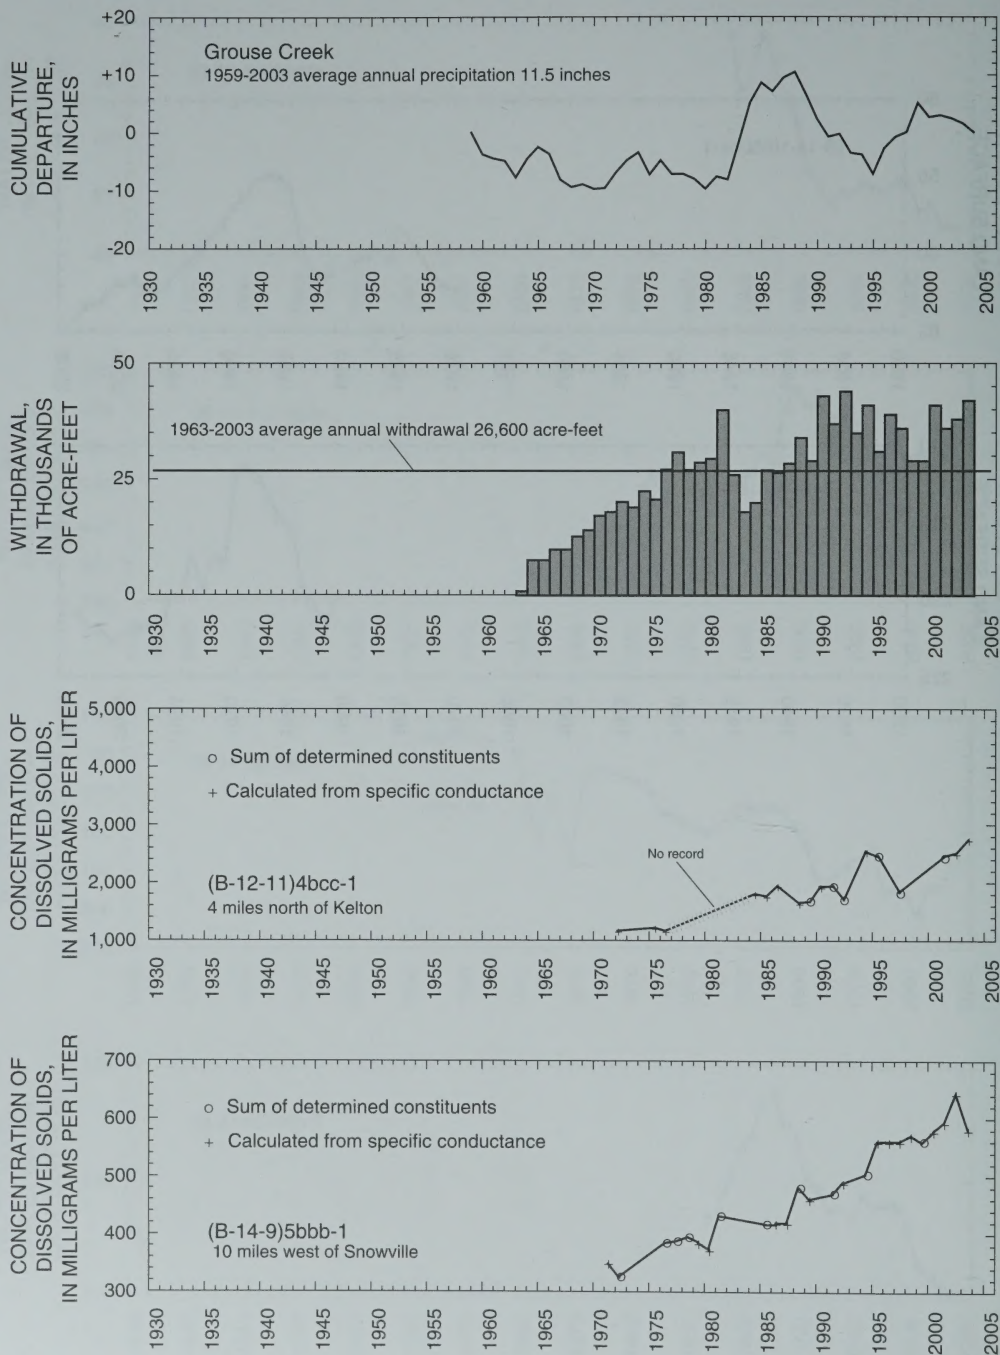 CUMULATIVE
DEPARTURE,
IN INCHES
+20
+10
0
-10
-20
Grouse Creek
1959-2003 average annual precipitation 11.5 inches
1930 1935 1940 1945 1950 1955 1960 1965 1970 1975 1980 1985 1990 1995 2000 2005
WITHDRAWAL,
IN THOUSANDS
OF ACRE-FEET
50
25
0
1963-2003 average annual withdrawal 26,600 acre-feet
1930 1935 1940 1945 1950 1955 1960 1965 1970 1975 1980 1985 1990 1995 2000 2005
CONCENTRATION OF
DISSOLVED SOLIDS,
IN MILLIGRAMS PER LITER
5,000
4,000
3,000
2,000
1,000
Sum of determined constituents
+ Calculated from specific conductance
No record
(B-12-11)4bcc-1
4 miles north of Kelton
1930 1935 1940 1945 1950 1955 1960 1965 1970 1975 1980 1985 1990 1995 2000 2005
CONCENTRATION OF
DISSOLVED SOLIDS,
IN MILLIGRAMS PER LITER
700
600
500
400
300
Sum of determined constituents
+ Calculated from specific conductance
(B-14-9)5bbb-1
10 miles west of Snowville
1930 1935 1940 1945 1950 1955 1960 1965 1970 1975 1980 1985 1990 1995 2000 2005